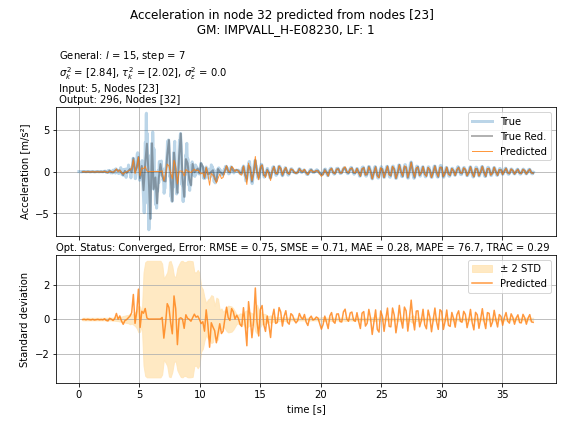 Acceleration in node 32 predicted from nodes [23]
GM: IMPVALL_H-E08230, LF: 1
General: l = 15, step = 7
σ²ₖ = [2.84], τ²ₖ = [2.02], σ²ε = 0.0
Input: 5, Nodes [23]
Output: 296, Nodes [32]
Acceleration [m/s²]
5
0
−5
True
True Red.
Predicted
Opt. Status: Converged, Error: RMSE = 0.75, SMSE = 0.71, MAE = 0.28, MAPE = 76.7, TRAC = 0.29
Standard deviation
2
0
−2
± 2 STD
Predicted
0 5 10 15 20 25 30 35
time [s]